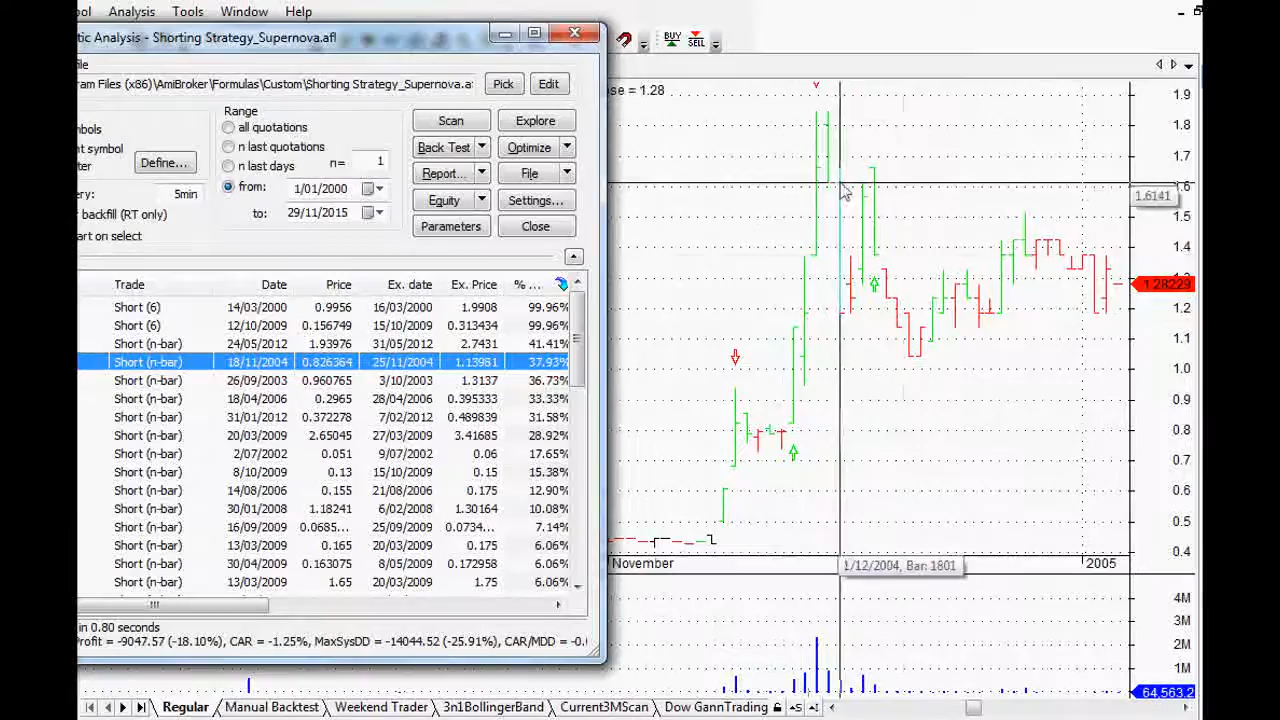 ol Analysis Tools Window Help
tic Analysis - Shorting Strategy_Supernova.afl
file
ram Files (x86)\AmiBroker\Formulas\Custom\Shorting Strategy_Supernova.a
Pick Edit
Range
mbols all quotations Scan Explore
nt symbol n last quotations Back Test Optimize
ter Define... n last days n= 1 Report... File
ery: 5min from: 1/01/2000 Equity Settings...
r backfill (RT only) to: 29/11/2015 Parameters Close
art on select
Trade Date Price Ex. date Ex. Price % ...
Short (6) 14/03/2000 0.9956 16/03/2000 1.9908 99.96%
Short (6) 12/10/2009 0.156749 15/10/2009 0.313434 99.96%
Short (n-bar) 24/05/2012 1.93976 31/05/2012 2.7431 41.41%
Short (n-bar) 18/11/2004 0.826364 25/11/2004 1.13981 37.93%
Short (n-bar) 26/09/2003 0.960765 3/10/2003 1.3137 36.73%
Short (n-bar) 18/04/2006 0.2965 28/04/2006 0.395333 33.33%
Short (n-bar) 31/01/2012 0.372278 7/02/2012 0.489839 31.58%
Short (n-bar) 20/03/2009 2.65045 27/03/2009 3.41685 28.92%
Short (n-bar) 2/07/2002 0.051 9/07/2002 0.06 17.65%
Short (n-bar) 8/10/2009 0.13 15/10/2009 0.15 15.38%
Short (n-bar) 14/08/2006 0.155 21/08/2006 0.175 12.90%
Short (n-bar) 30/01/2008 1.18241 6/02/2008 1.30164 10.08%
Short (n-bar) 16/09/2009 0.0685... 25/09/2009 0.0734... 7.14%
Short (n-bar) 13/03/2009 0.165 20/03/2009 0.175 6.06%
Short (n-bar) 30/04/2009 0.163075 8/05/2009 0.172958 6.06%
Short (n-bar) 13/03/2009 1.65 20/03/2009 1.75 6.06%
in 0.80 seconds
rofit = -9047.57 (-18.10%), CAR = -1.25%, MaxSysDD = -14044.52 (-25.91%), CAR/MDD = -0.
BUY
SELL
se = 1.28
1.9
1.8
1.7
1.6
1.6141
1.5
1.4
1.3
1.28229
1.2
1.1
1.0
0.9
0.8
0.7
0.6
0.5
0.4
November 1/12/2004, Bar: 1801 2005
4M
3M
2M
1M
64,563.2
Regular Manual Backtest Weekend Trader 3n1BollingerBand Current3MScan Dow GannTrading